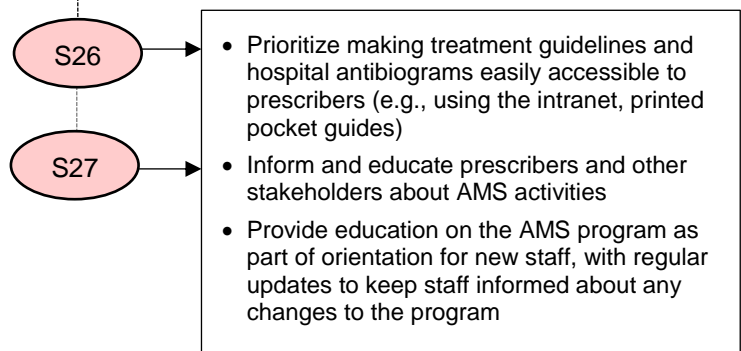 S26
• Prioritize making treatment guidelines and
hospital antibiograms easily accessible to
prescribers (e.g., using the intranet, printed
pocket guides)
S27
• Inform and educate prescribers and other
stakeholders about AMS activities
• Provide education on the AMS program as
part of orientation for new staff, with regular
updates to keep staff informed about any
changes to the program